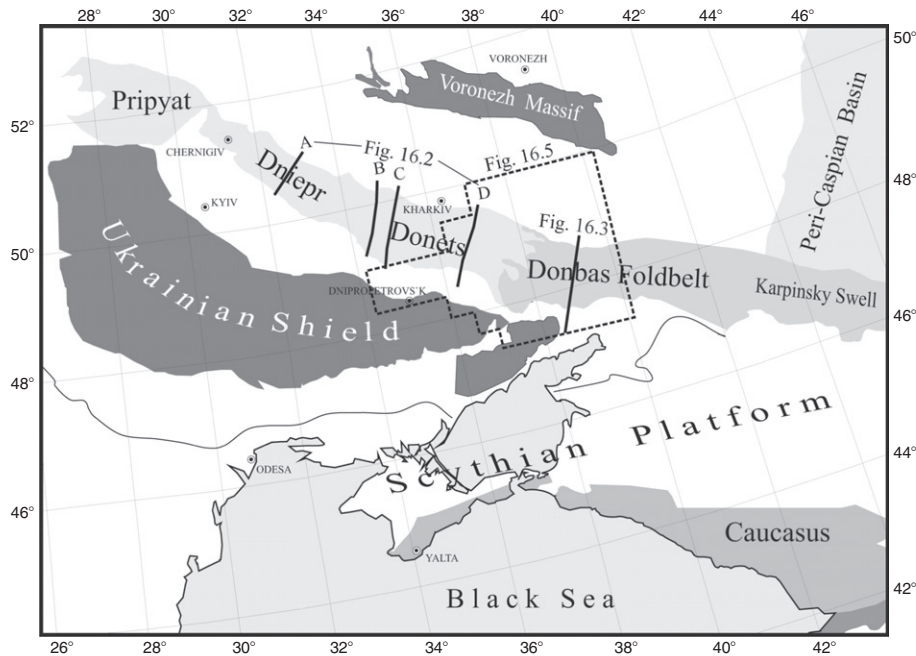 28° 30° 32° 34° 36° 38° 40° 42° 44° 46°
50°
VORONEZH
Voronezh Massif
Pripyat
52°
CHERNIGIV
A
Fig. 16.2
Fig. 16.5
Peri-Caspian Basin
Dniepr
B
C
D
48°
KYIV
KHARKIV
Fig. 16.3
Donets
50°
Donbas Foldbelt
Karpinsky Swell
Ukrainian Shield
DNIPROPETROVS'K
46°
48°
Scythian Platform
44°
ODESA
46°
Caucasus
YALTA
42°
Black Sea
26° 28° 30° 32° 34° 36° 38° 40° 42°